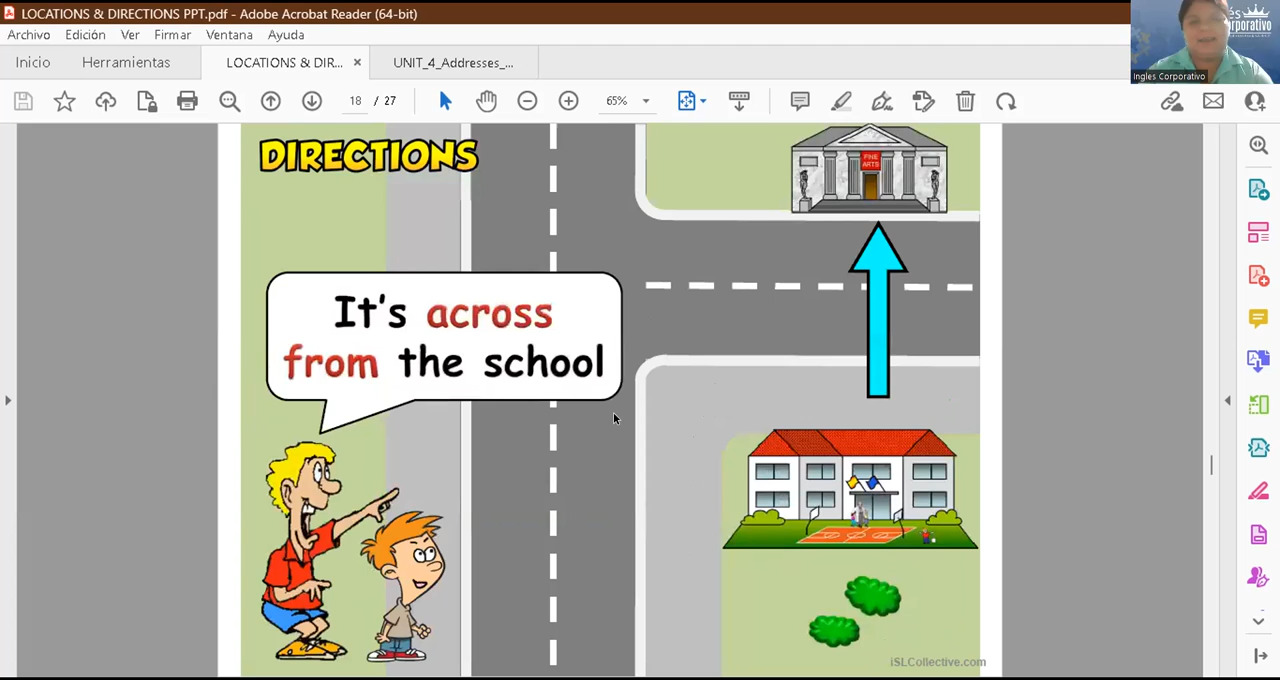 LOCATIONS & DIRECTIONS PPT.pdf - Adobe Acrobat Reader (64-bit)
Archivo Edición Ver Firmar Ventana Ayuda
Inicio Herramientas LOCATIONS & DIR... UNIT_4_Addresses_...
18 / 27 65%
Corporativo
Ingles Corporativo
DIRECTIONS
FINE
ARTS
It's across
from the school
iSLCollective.com